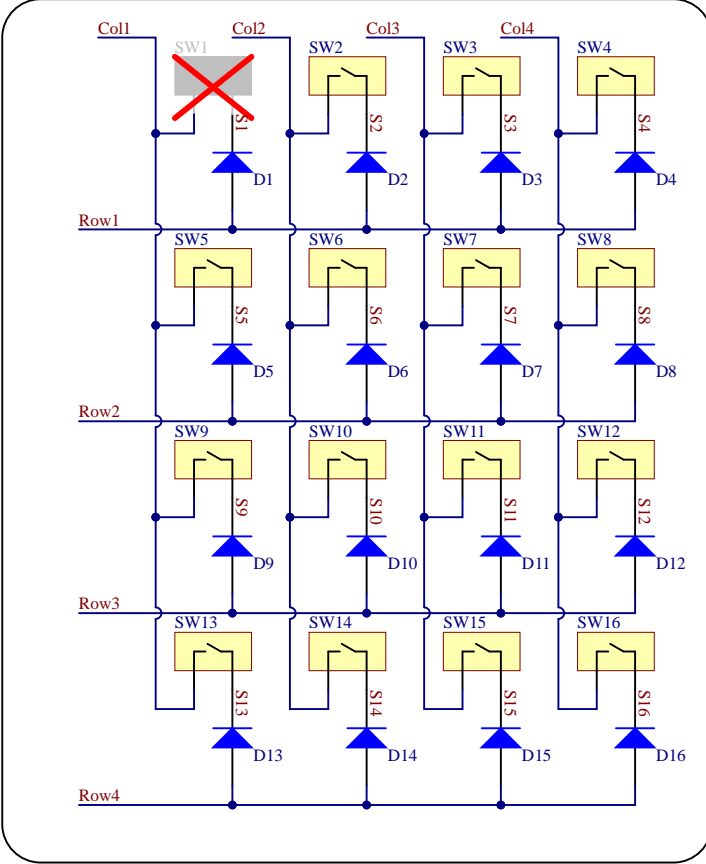 Col1 Col2 Col3 Col4
SW1 SW2 SW3 SW4
S1 S2 S3 S4
D1 D2 D3 D4
Row1
SW5 SW6 SW7 SW8
S5 S6 S7 S8
D5 D6 D7 D8
Row2
SW9 SW10 SW11 SW12
S9 S10 S11 S12
D9 D10 D11 D12
Row3
SW13 SW14 SW15 SW16
S13 S14 S15 S16
D13 D14 D15 D16
Row4